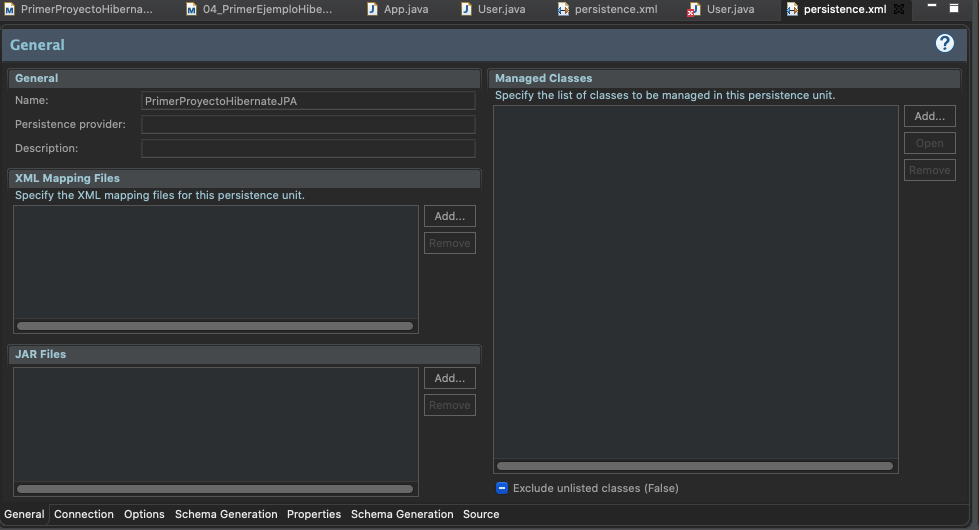 PrimerProyectoHiberna...
04_PrimerEjemploHibe...
App.java
User.java
persistence.xml
User.java
persistence.xml
General
General
Name:
PrimerProyectoHibernateJPA
Persistence provider:
Description:
XML Mapping Files
Specify the XML mapping files for this persistence unit.
Add...
Remove
JAR Files
Add...
Remove
Managed Classes
Specify the list of classes to be managed in this persistence unit.
Add...
Open
Remove
Exclude unlisted classes (False)
General Connection Options Schema Generation Properties Schema Generation Source